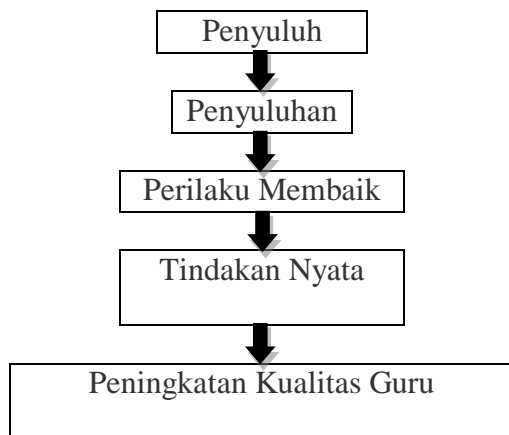 Penyuluh
Penyuluhan
Perilaku Membaik
Tindakan Nyata
Peningkatan Kualitas Guru